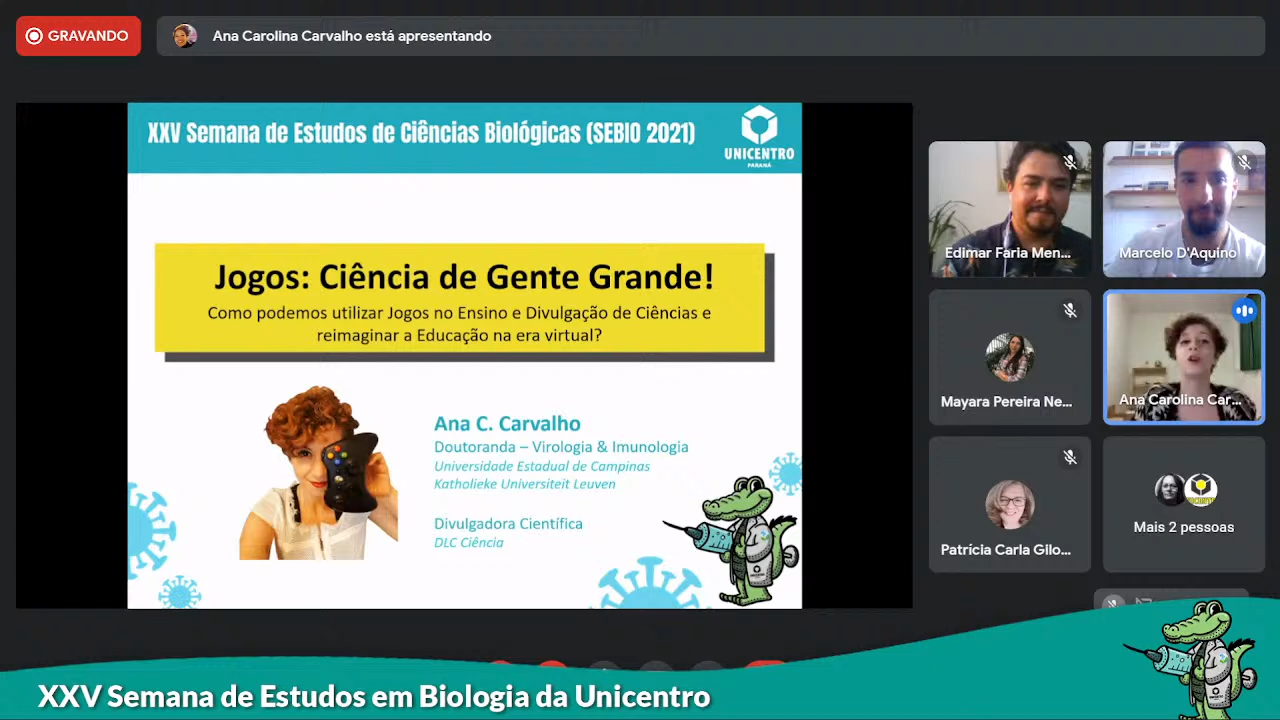 GRAVANDO
Ana Carolina Carvalho está apresentando
XXV Semana de Estudos de Ciências Biológicas (SEBIO 2021)
UNICENTRO
PARANÁ
Jogos: Ciência de Gente Grande!
Como podemos utilizar Jogos no Ensino e Divulgação de Ciências e
reimaginar a Educação na era virtual?
Ana C. Carvalho
Doutoranda – Virologia & Imunologia
Universidade Estadual de Campinas
Katholieke Universiteit Leuven
Divulgadora Científica
DLC Ciência
Edimar Faria Men...
Marcelo D'Aquino
Mayara Pereira Ne...
Ana Carolina Car...
Patrícia Carla Gilo...
Mais 2 pessoas
XXV Semana de Estudos em Biologia da Unicentro